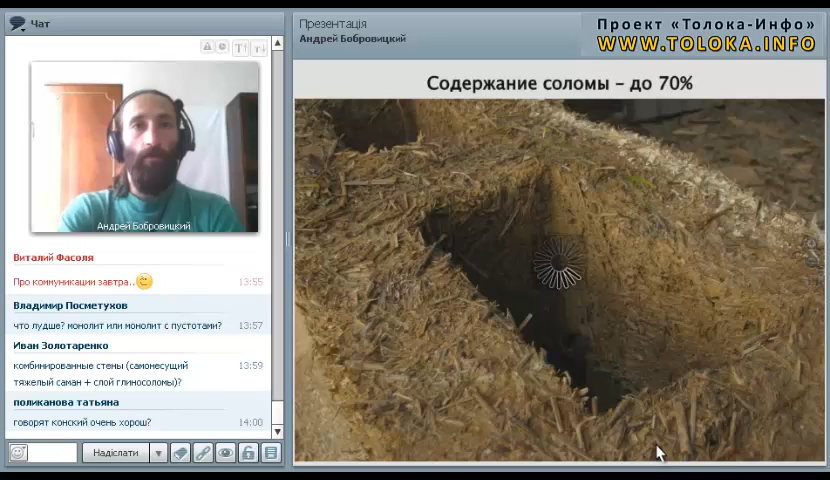 Чат
Андрей Бобровицкий
Виталий Фасоля
Про коммуникации завтра.. 13:55
Владимир Посметухов
что лудше? монолит или монолит с пустотами? 13:57
Иван Золотаренко
комбинированные стены (самонесущий 13:59
тяжелый саман + слой глиносоломы)?
поликанова татьяна
говорят конский очень хорош? 14:00
Надіслати
Презентація
Андрей Бобровицкий
Проект «Толока-Инфо»
WWW.TOLOKA.INFO
Содержание соломы – до 70%